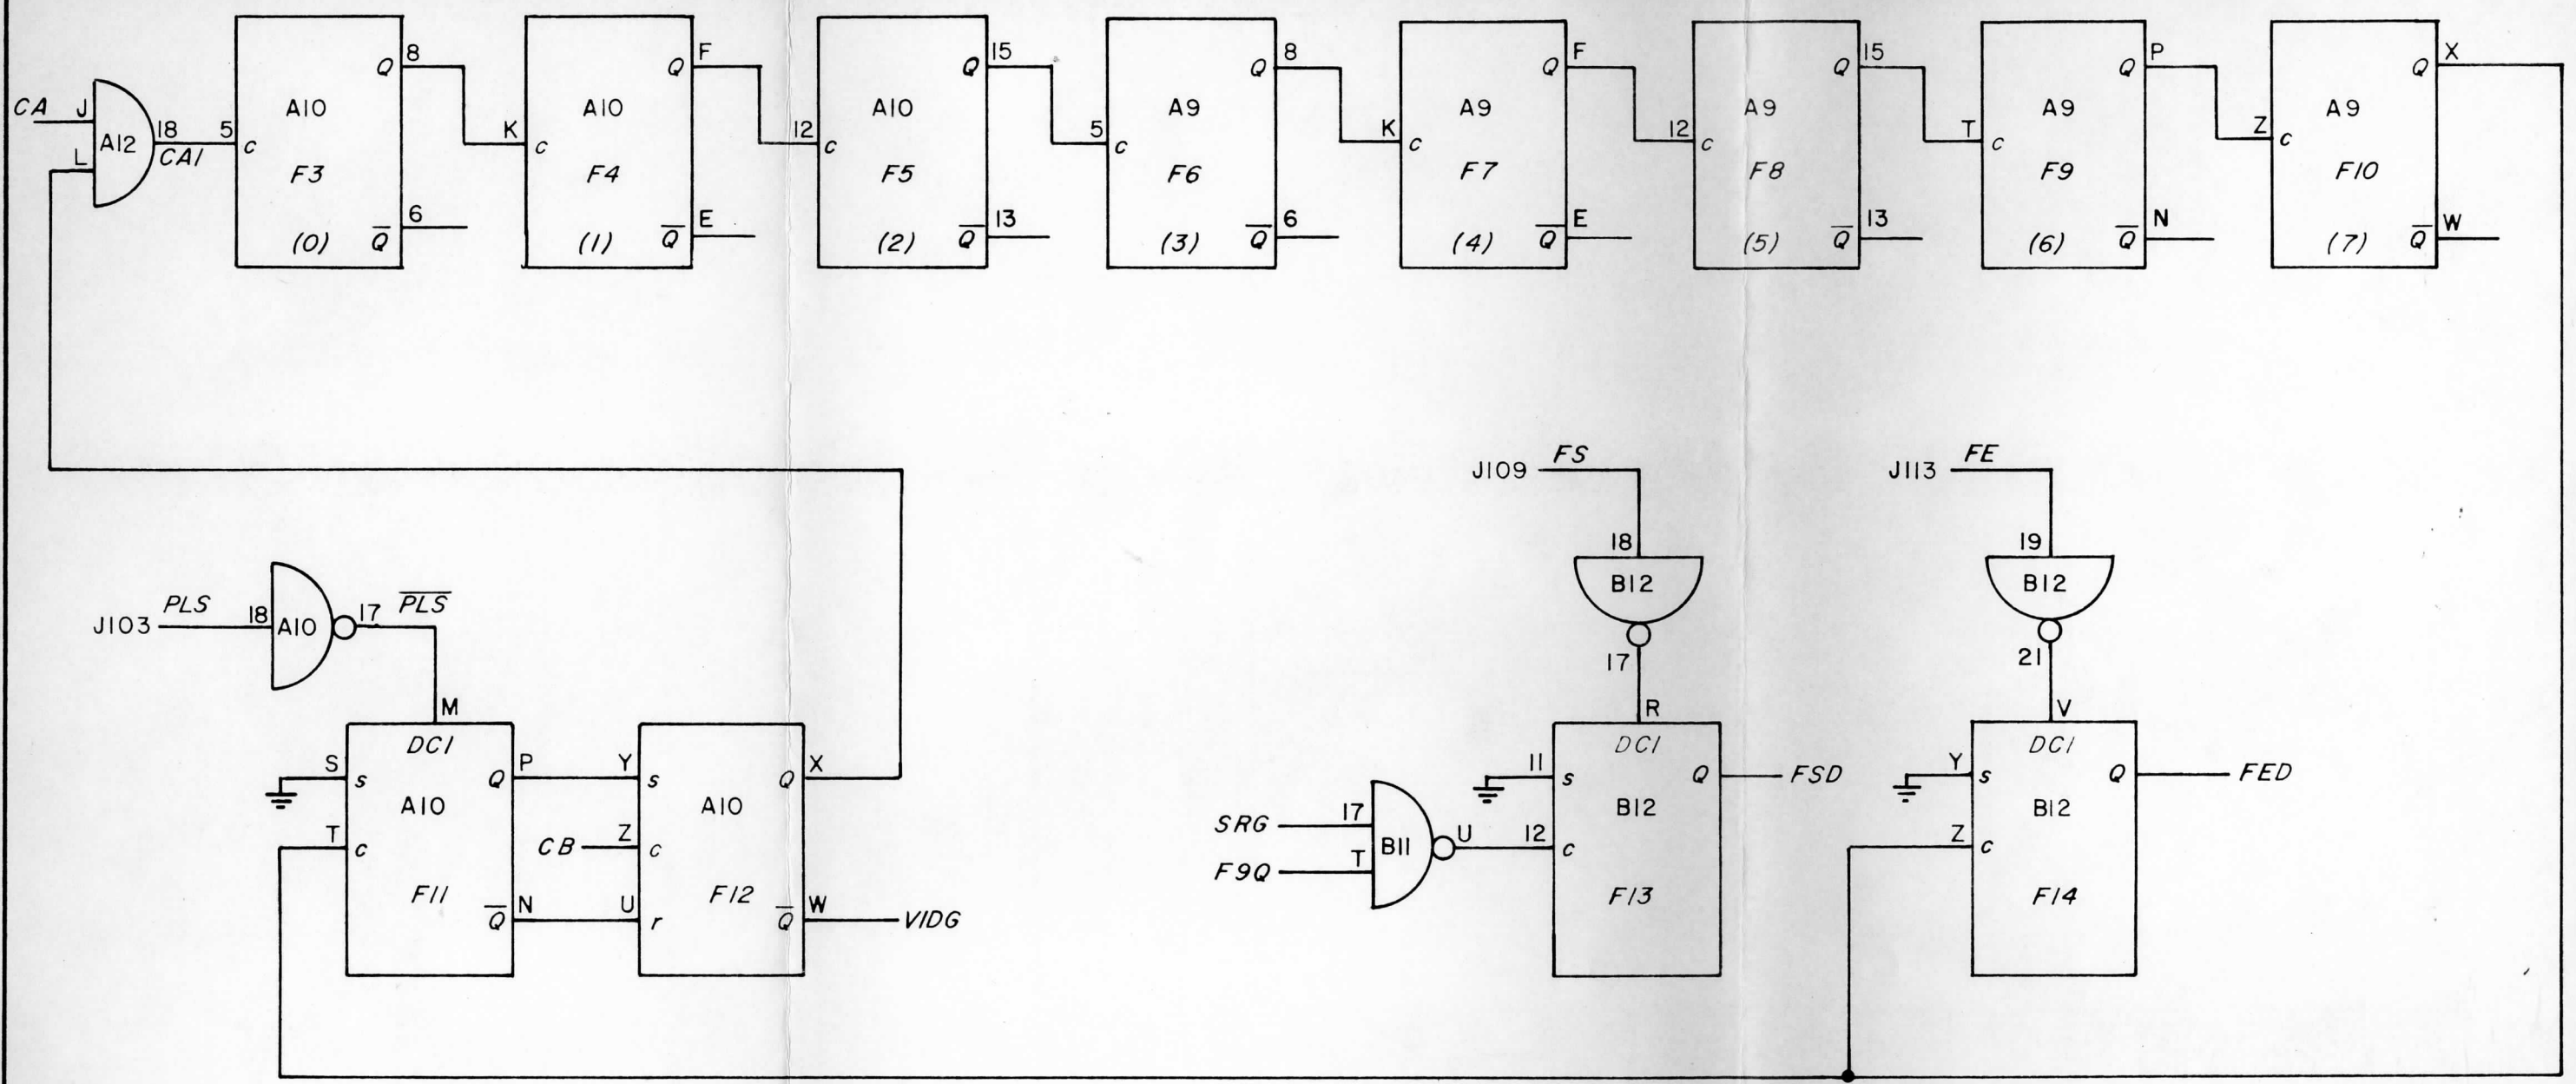 8 F 15 8 F 15 P X
Q Q Q Q Q Q Q Q
CA J A10 A10 A10 A9 A9 A9 A9 A9
A12 18 5 c K c 12 c 5 c K c 12 c T c Z c
L CA1
F3 F4 F5 F6 F7 F8 F9 F10
6 E 13 6 E 13 N W
(0) Q̅ (1) Q̅ (2) Q̅ (3) Q̅ (4) Q̅ (5) Q̅ (6) Q̅ (7) Q̅
J109 FS J113 FE
18 19
B12 B12
J103 PLS 18 A10 17 P̅L̅S̅
17 21
M R V
DC1 DC1 DC1
S s Q P Y s Q X 11 s Q FSD Y s Q FED
A10 A10 B12 B12
SRG 17
T c CB Z c B11 U 12 c Z c
F9Q T
F11 F12 F13 F14
Q̅ N U r Q̅ W VIDG